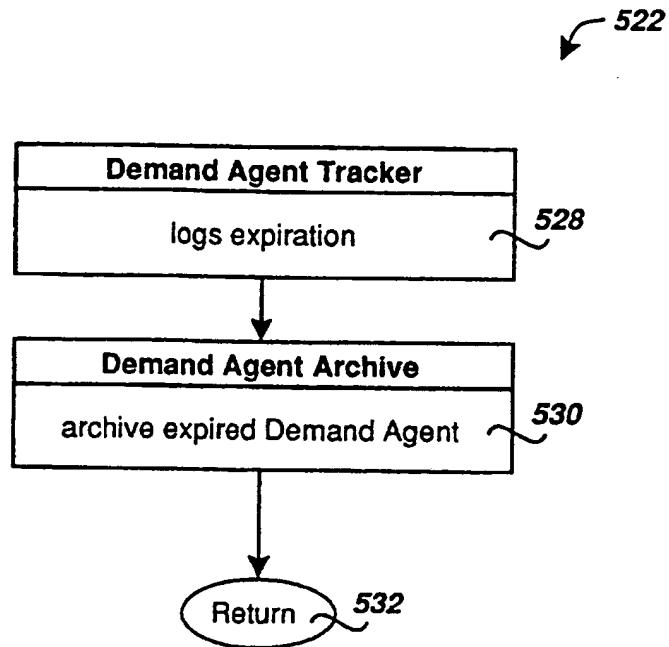 522
Demand Agent Tracker
logs expiration
528
Demand Agent Archive
archive expired Demand Agent
530
Return
532